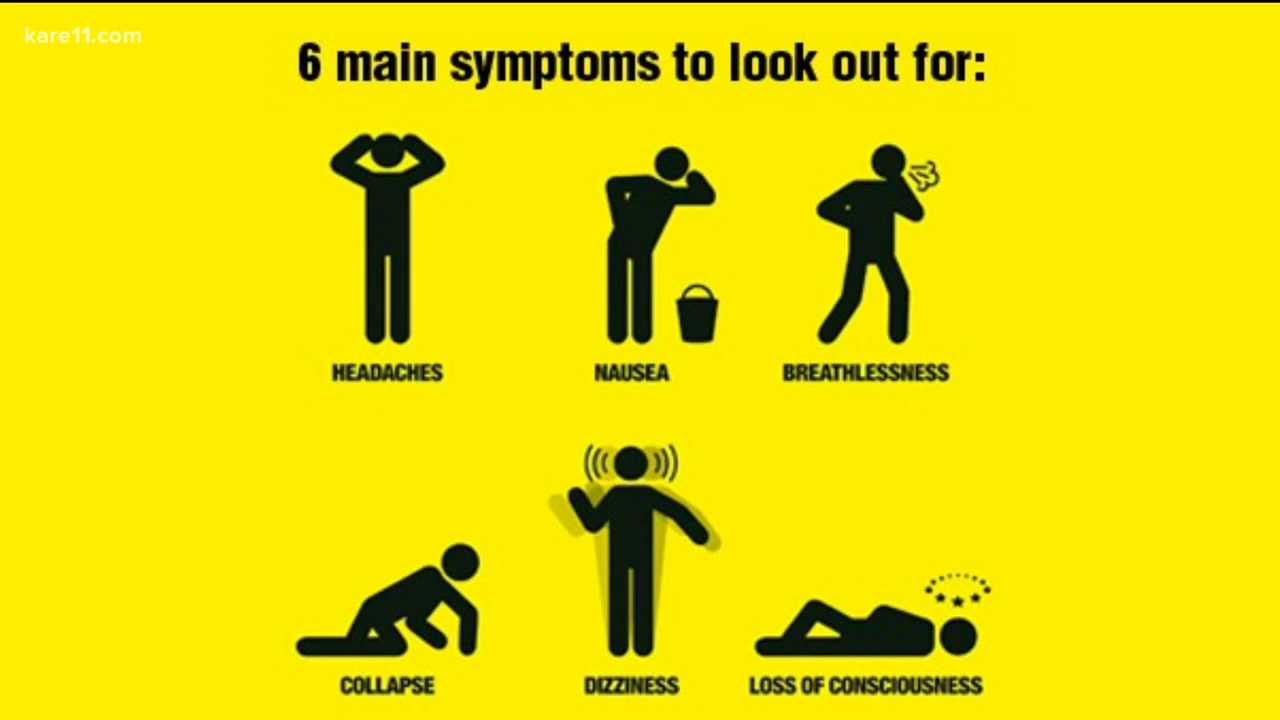 kare11.com
6 main symptoms to look out for:
HEADACHES
NAUSEA
BREATHLESSNESS
COLLAPSE
DIZZINESS
LOSS OF CONSCIOUSNESS